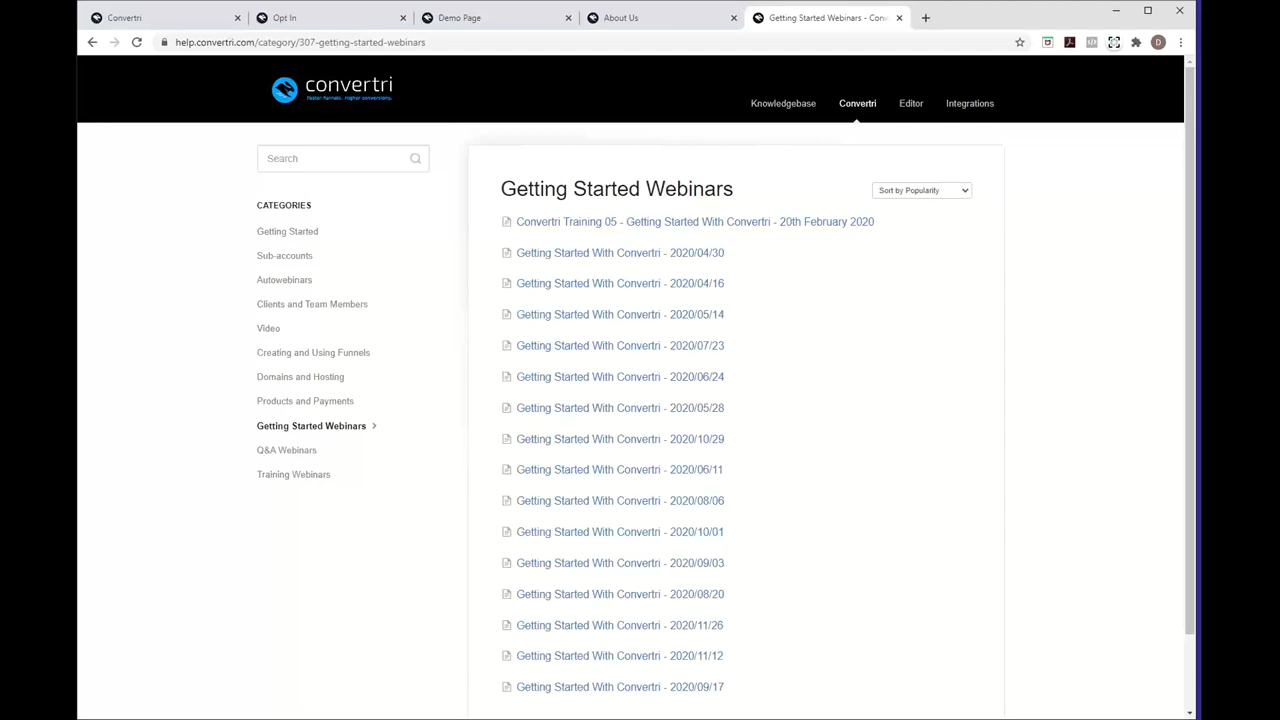 Convertri
Opt In
Demo Page
About Us
Getting Started Webinars - Conv
help.convertri.com/category/307-getting-started-webinars
convertri
faster funnels. Higher conversions.
Knowledgebase
Convertri
Editor
Integrations
Search
CATEGORIES
Getting Started
Sub-accounts
Autowebinars
Clients and Team Members
Video
Creating and Using Funnels
Domains and Hosting
Products and Payments
Getting Started Webinars
Q&A Webinars
Training Webinars
Getting Started Webinars
Sort by Popularity
Convertri Training 05 - Getting Started With Convertri - 20th February 2020
Getting Started With Convertri - 2020/04/30
Getting Started With Convertri - 2020/04/16
Getting Started With Convertri - 2020/05/14
Getting Started With Convertri - 2020/07/23
Getting Started With Convertri - 2020/06/24
Getting Started With Convertri - 2020/05/28
Getting Started With Convertri - 2020/10/29
Getting Started With Convertri - 2020/06/11
Getting Started With Convertri - 2020/08/06
Getting Started With Convertri - 2020/10/01
Getting Started With Convertri - 2020/09/03
Getting Started With Convertri - 2020/08/20
Getting Started With Convertri - 2020/11/26
Getting Started With Convertri - 2020/11/12
Getting Started With Convertri - 2020/09/17
D